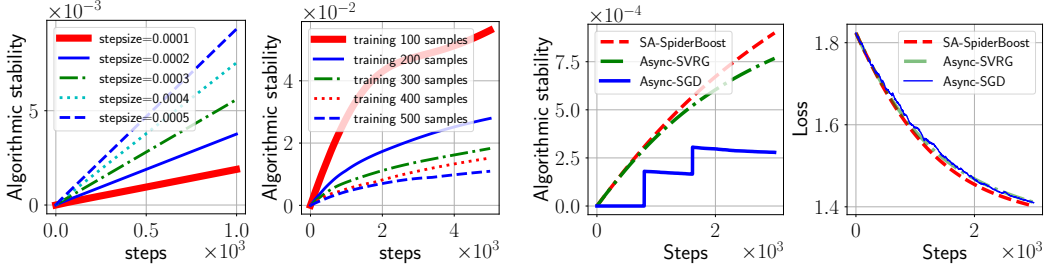 ×10⁻³
Algorithmic stability
5
0
stepsize=0.0001
stepsize=0.0002
stepsize=0.0003
stepsize=0.0004
stepsize=0.0005
0.0
0.5
1.0
steps
×10³
×10⁻²
Algorithmic stability
4
2
0
training 100 samples
training 200 samples
training 300 samples
training 400 samples
training 500 samples
0
2
4
steps
×10³
×10⁻⁴
Algorithmic stability
7.5
5.0
2.5
0.0
SA-SpiderBoost
Async-SVRG
Async-SGD
0
2
Steps
×10³
Loss
1.8
1.6
1.4
SA-SpiderBoost
Async-SVRG
Async-SGD
0
2
Steps
×10³